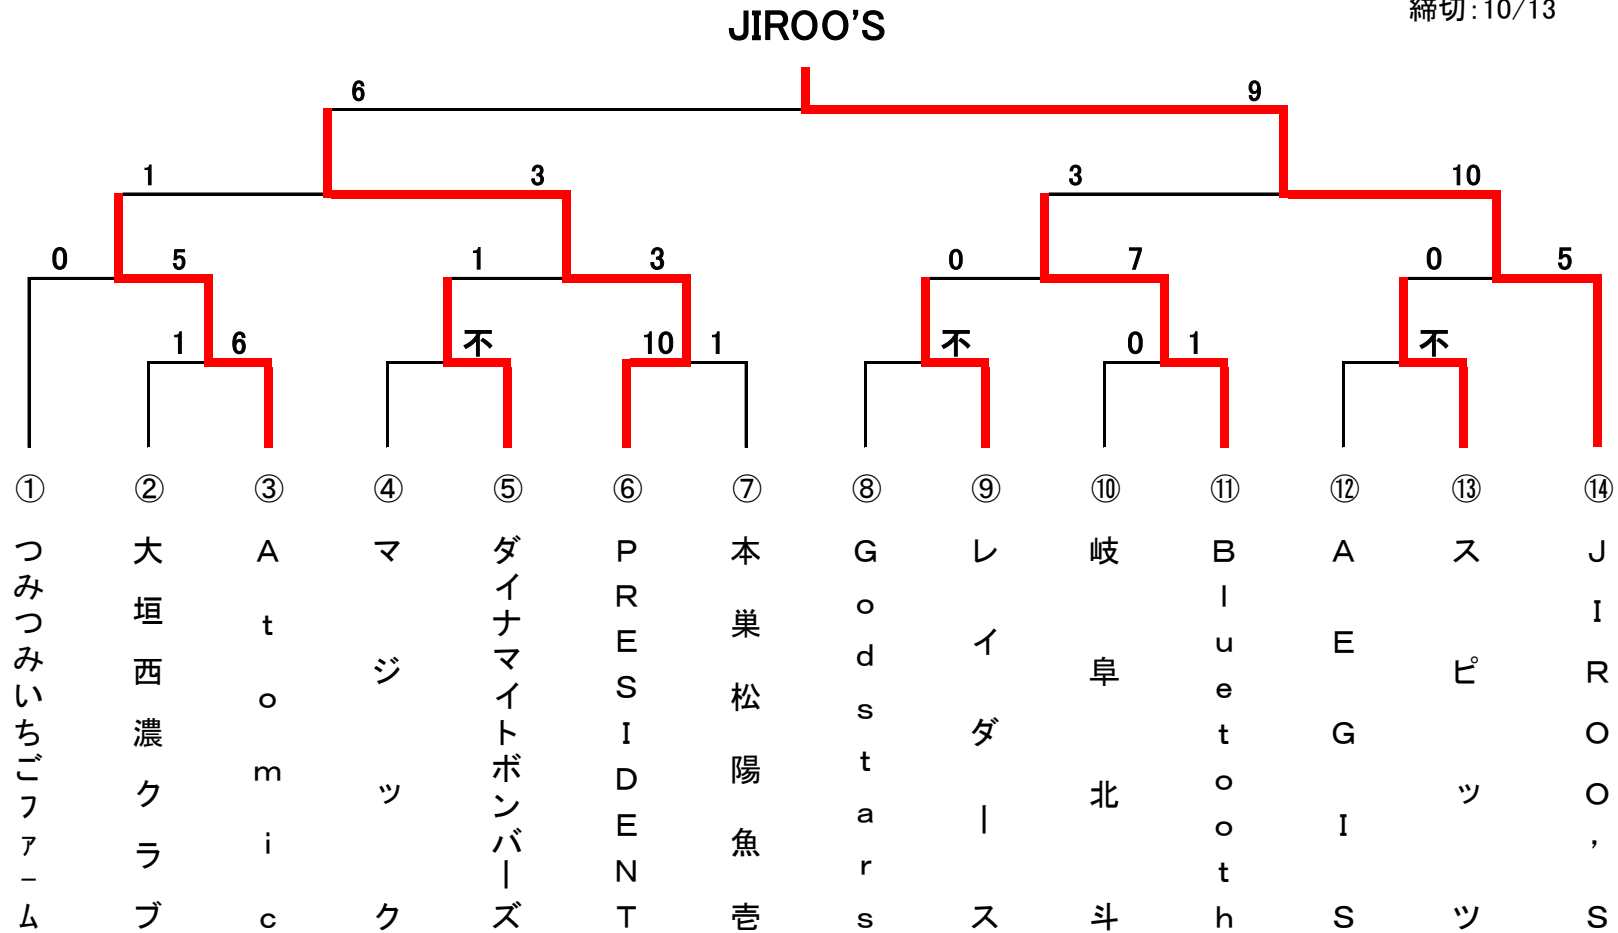 締切：10/13
JIROO'S
6 9
1 3 3 10
0 5 1 3 0 7 0 5
1 6 不 10 1 不 0 1 不
① ② ③ ④ ⑤ ⑥ ⑦ ⑧ ⑨ ⑩ ⑪ ⑫ ⑬ ⑭
つみつみいちごファーム
大垣西濃クラブ
Atomic
マジック
ダイナマイトボンバーズ
PRESIDENT
本巣松陽魚壱
Godstars
レイダース
岐阜北斗
Bluetooth
AEGIS
スピッツ
JIROO'S